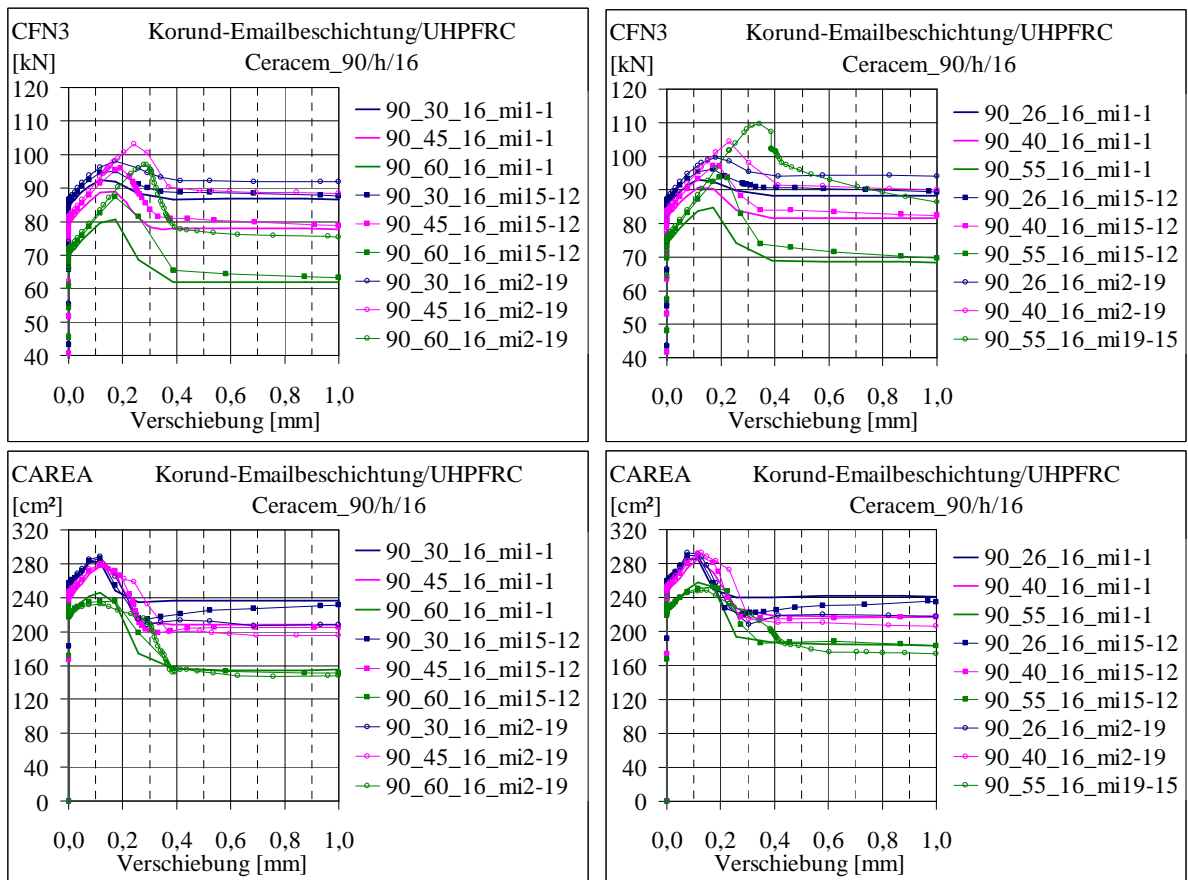 CFN3 Korund-Emailbeschichtung/UHPFRC
[kN] Ceracem_90/h/16
120
110
100
90
80
70
60
50
40
0,0 0,2 0,4 0,6 0,8 1,0
Verschiebung [mm]
90_30_16_mi1-1
90_45_16_mi1-1
90_60_16_mi1-1
90_30_16_mi15-12
90_45_16_mi15-12
90_60_16_mi15-12
90_30_16_mi2-19
90_45_16_mi2-19
90_60_16_mi2-19
CFN3 Korund-Emailbeschichtung/UHPFRC
[kN] Ceracem_90/h/16
120
110
100
90
80
70
60
50
40
0,0 0,2 0,4 0,6 0,8 1,0
Verschiebung [mm]
90_26_16_mi1-1
90_40_16_mi1-1
90_55_16_mi1-1
90_26_16_mi15-12
90_40_16_mi15-12
90_55_16_mi15-12
90_26_16_mi2-19
90_40_16_mi2-19
90_55_16_mi19-15
CAREA Korund-Emailbeschichtung/UHPFRC
[cm²] Ceracem_90/h/16
320
280
240
200
160
120
80
40
0
0,0 0,2 0,4 0,6 0,8 1,0
Verschiebung [mm]
90_30_16_mi1-1
90_45_16_mi1-1
90_60_16_mi1-1
90_30_16_mi15-12
90_45_16_mi15-12
90_60_16_mi15-12
90_30_16_mi2-19
90_45_16_mi2-19
90_60_16_mi2-19
CAREA Korund-Emailbeschichtung/UHPFRC
[cm²] Ceracem_90/h/16
320
280
240
200
160
120
80
40
0
0,0 0,2 0,4 0,6 0,8 1,0
Verschiebung [mm]
90_26_16_mi1-1
90_40_16_mi1-1
90_55_16_mi1-1
90_26_16_mi15-12
90_40_16_mi15-12
90_55_16_mi15-12
90_26_16_mi2-19
90_40_16_mi2-19
90_55_16_mi19-15